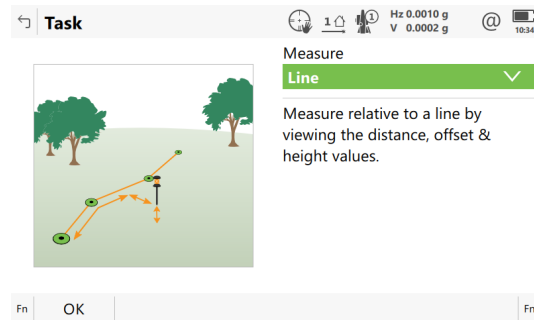 Task
1
1
Hz 0.0010 g
V 0.0002 g
@
10:34
Measure
Line
Measure relative to a line by
viewing the distance, offset &
height values.
Fn OK Fn